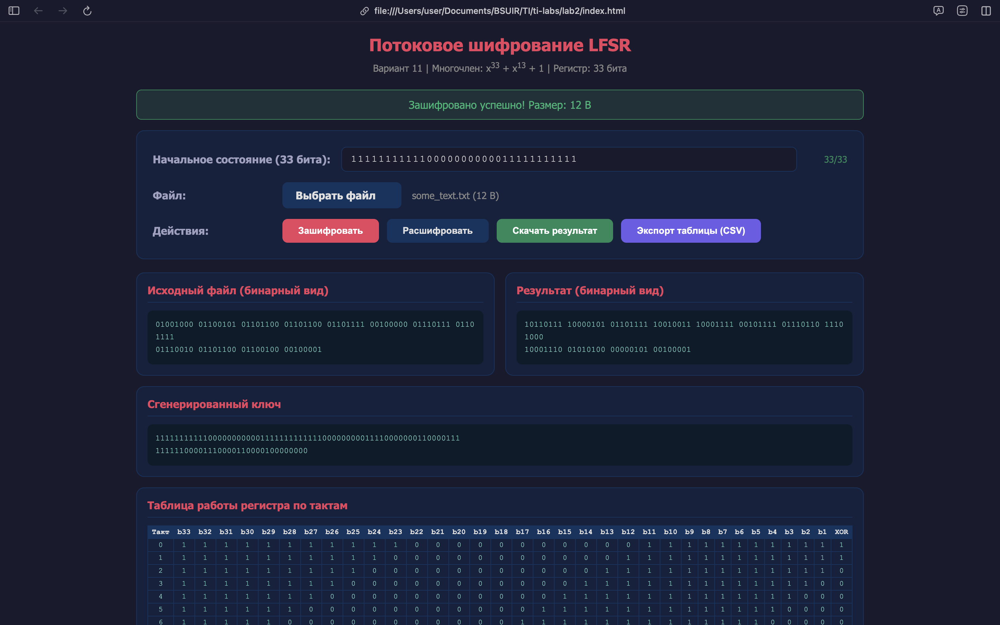 file:///Users/user/Documents/BSUIR/TI/ti-labs/lab2/index.html
Потоковое шифрование LFSR
Вариант 11 | Многочлен: x³³ + x¹³ + 1 | Регистр: 33 бита
Зашифровано успешно! Размер: 12 B
Начальное состояние (33 бита): 111111111110000000000011111111111 33/33
Файл: Выбрать файл some_text.txt (12 B)
Действия: Зашифровать Расшифровать Скачать результат Экспорт таблицы (CSV)
Исходный файл (бинарный вид)
01001000 01100101 01101100 01101100 01101111 00100000 01110111 0110
1111
01110010 01101100 01100100 00100001
Результат (бинарный вид)
10110111 10000101 01101111 10010011 10001111 00101111 01110110 1110
1000
10001110 01010100 00000101 00100001
Сгенерированный ключ
1111111111100000000000111111111111100000000011110000000110000111
11111100001110000110000100000000
Таблица работы регистра по тактам
Такт b33 b32 b31 b30 b29 b28 b27 b26 b25 b24 b23 b22 b21 b20 b19 b18 b17 b16 b15 b14 b13 b12 b11 b10 b9 b8 b7 b6 b5 b4 b3 b2 b1 XOR
0 1 1 1 1 1 1 1 1 1 1 1 0 0 0 0 0 0 0 0 0 0 0 1 1 1 1 1 1 1 1 1 1 1 1
1 1 1 1 1 1 1 1 1 1 1 0 0 0 0 0 0 0 0 0 0 0 1 1 1 1 1 1 1 1 1 1 1 1 1
2 1 1 1 1 1 1 1 1 1 0 0 0 0 0 0 0 0 0 0 0 1 1 1 1 1 1 1 1 1 1 1 1 1 0
3 1 1 1 1 1 1 1 1 0 0 0 0 0 0 0 0 0 0 0 1 1 1 1 1 1 1 1 1 1 1 1 1 0 0
4 1 1 1 1 1 1 1 0 0 0 0 0 0 0 0 0 0 0 1 1 1 1 1 1 1 1 1 1 1 1 1 0 0 0
5 1 1 1 1 1 1 0 0 0 0 0 0 0 0 0 0 0 1 1 1 1 1 1 1 1 1 1 1 1 1 0 0 0 0
6 1 1 1 1 1 0 0 0 0 0 0 0 0 0 0 0 1 1 1 1 1 1 1 1 1 1 1 1 1 0 0 0 0 0